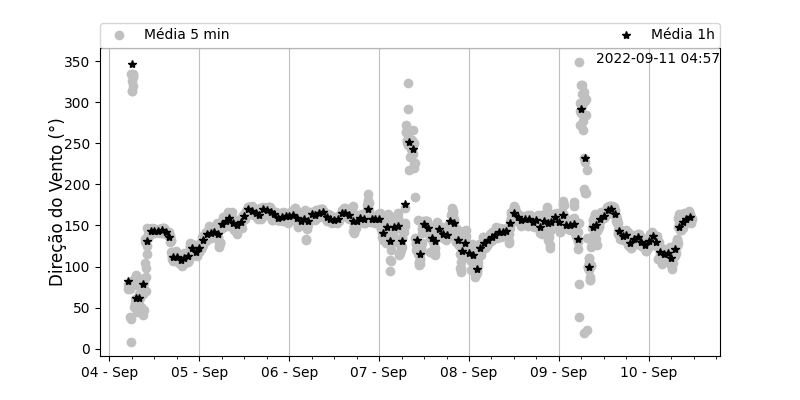 Média 5 min
Média 1h
2022-09-11 04:57
Direção do Vento (°)
350
300
250
200
150
100
50
0
04 - Sep
05 - Sep
06 - Sep
07 - Sep
08 - Sep
09 - Sep
10 - Sep